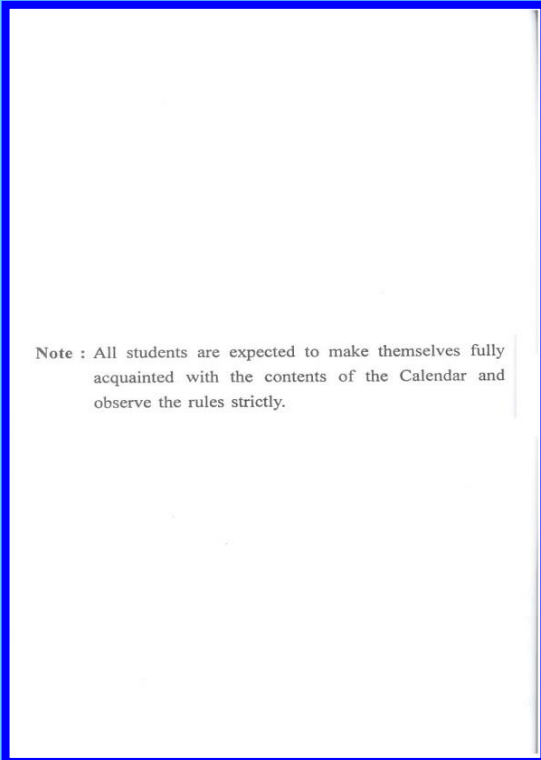 Note : All students are expected to make themselves fully
acquainted with the contents of the Calendar and
observe the rules strictly.